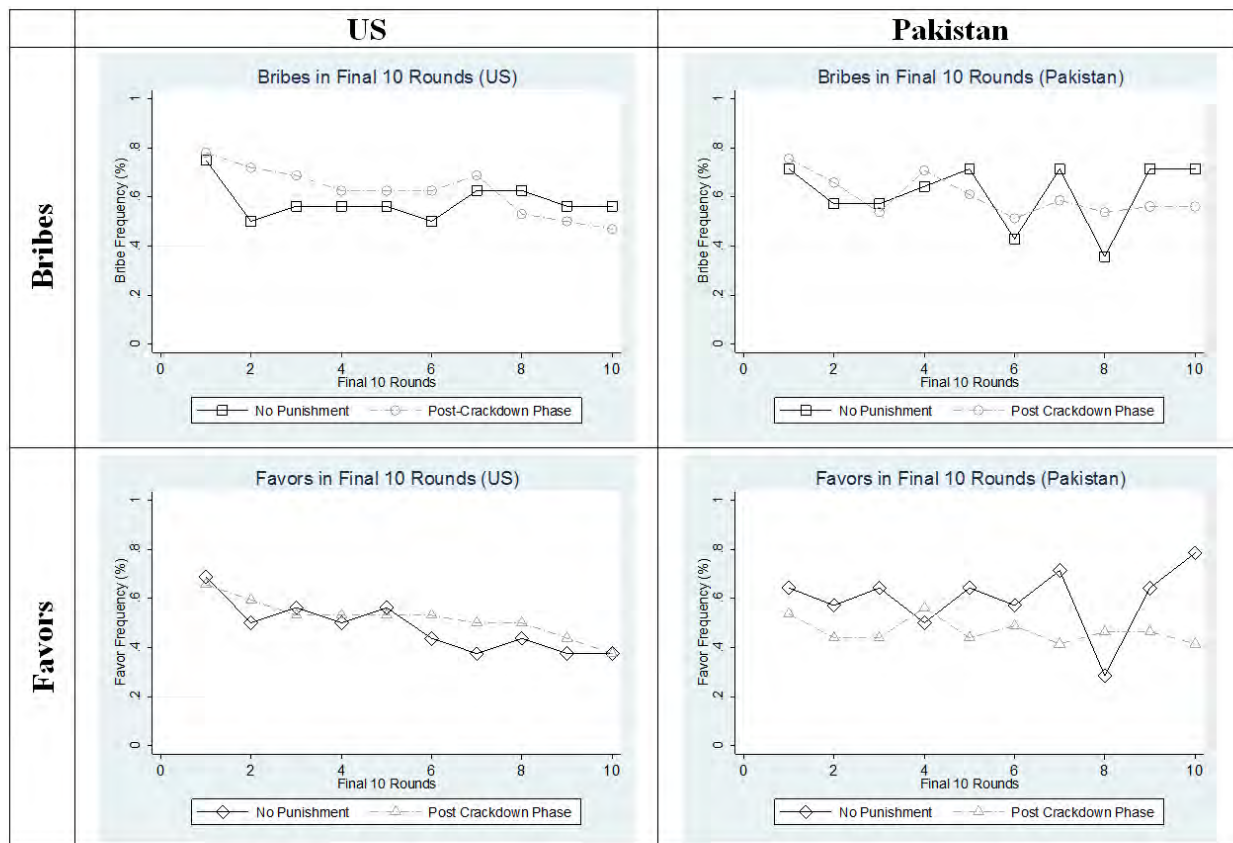 US
Pakistan
Bribes
Bribes in Final 10 Rounds (US)
Bribe Frequency (%)
1
.8
.6
.4
.2
0
0 2 4 6 8 10
Final 10 Rounds
No Punishment Post-Crackdown Phase
Bribes in Final 10 Rounds (Pakistan)
Bribe Frequency (%)
1
.8
.6
.4
.2
0
0 2 4 6 8 10
Final 10 Rounds
No Punishment Post Crackdown Phase
Favors
Favors in Final 10 Rounds (US)
Favor Frequency (%)
1
.8
.6
.4
.2
0
0 2 4 6 8 10
Final 10 Rounds
No Punishment Post Crackdown Phase
Favors in Final 10 Rounds (Pakistan)
Favor Frequency (%)
1
.8
.6
.4
.2
0
0 2 4 6 8 10
Final 10 Rounds
No Punishment Post Crackdown Phase